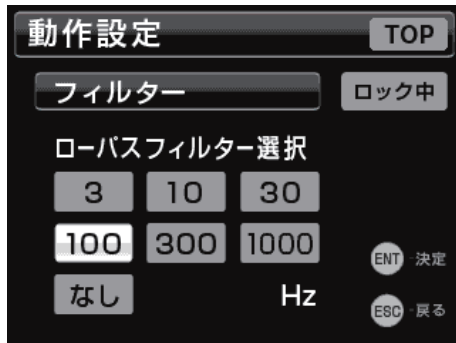 動作設定 TOP
フィルター ロック中
ローパスフィルター選択
3 10 30
100 300 1000
ENT 決定
なし Hz
ESC 戻る